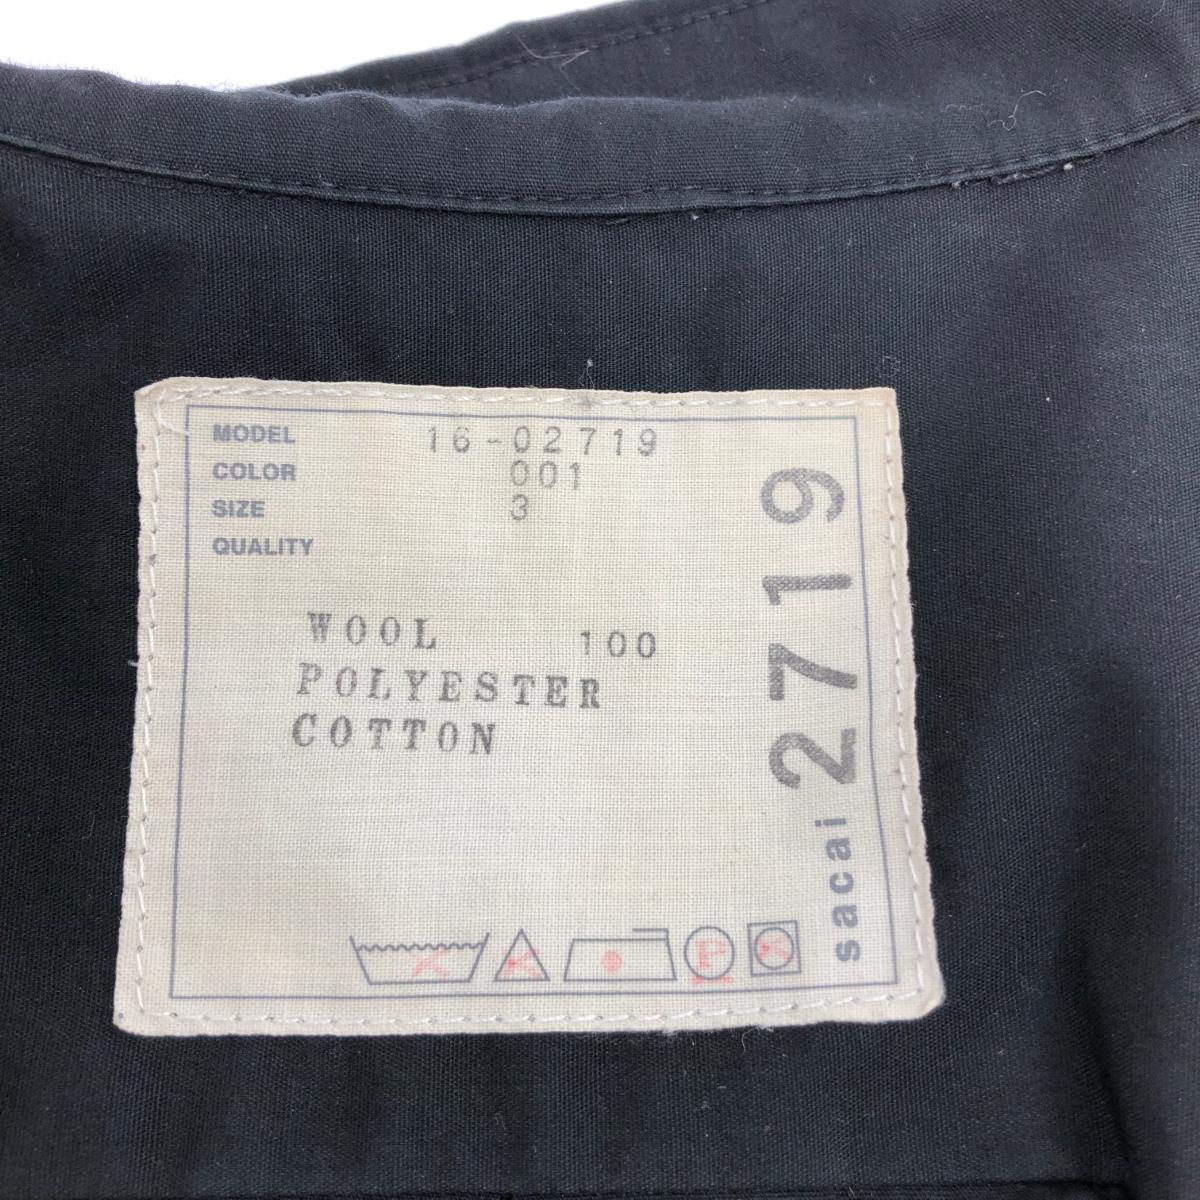 MODEL 16-02719
COLOR 001
SIZE 3
QUALITY
WOOL 100
POLYESTER
COTTON
P
sacai 2719